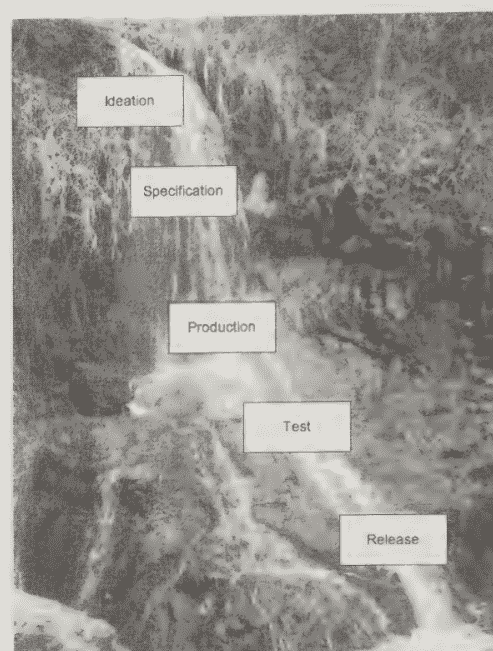 Ideation
Specification
Production
Test
Release